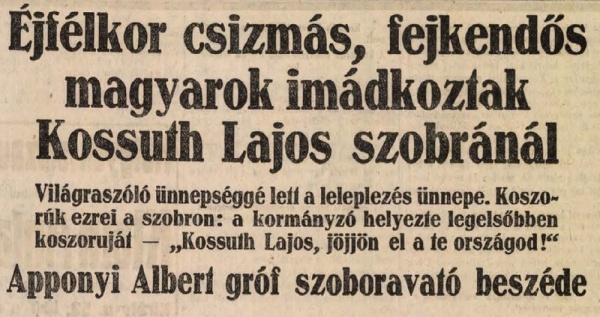 Éjfélkor csizmás, fejkendős
magyarok imádkoztak
Kossuth Lajos szobránál
Világraszóló ünnepséggé lett a leleplezés ünnepe. Koszo-
rúk ezrei a szobron: a kormányzó helyezte legelsőbben
koszoruját — „Kossuth Lajos, jöjjön el a te országod!“
Apponyi Albert gróf szoboravató beszéde